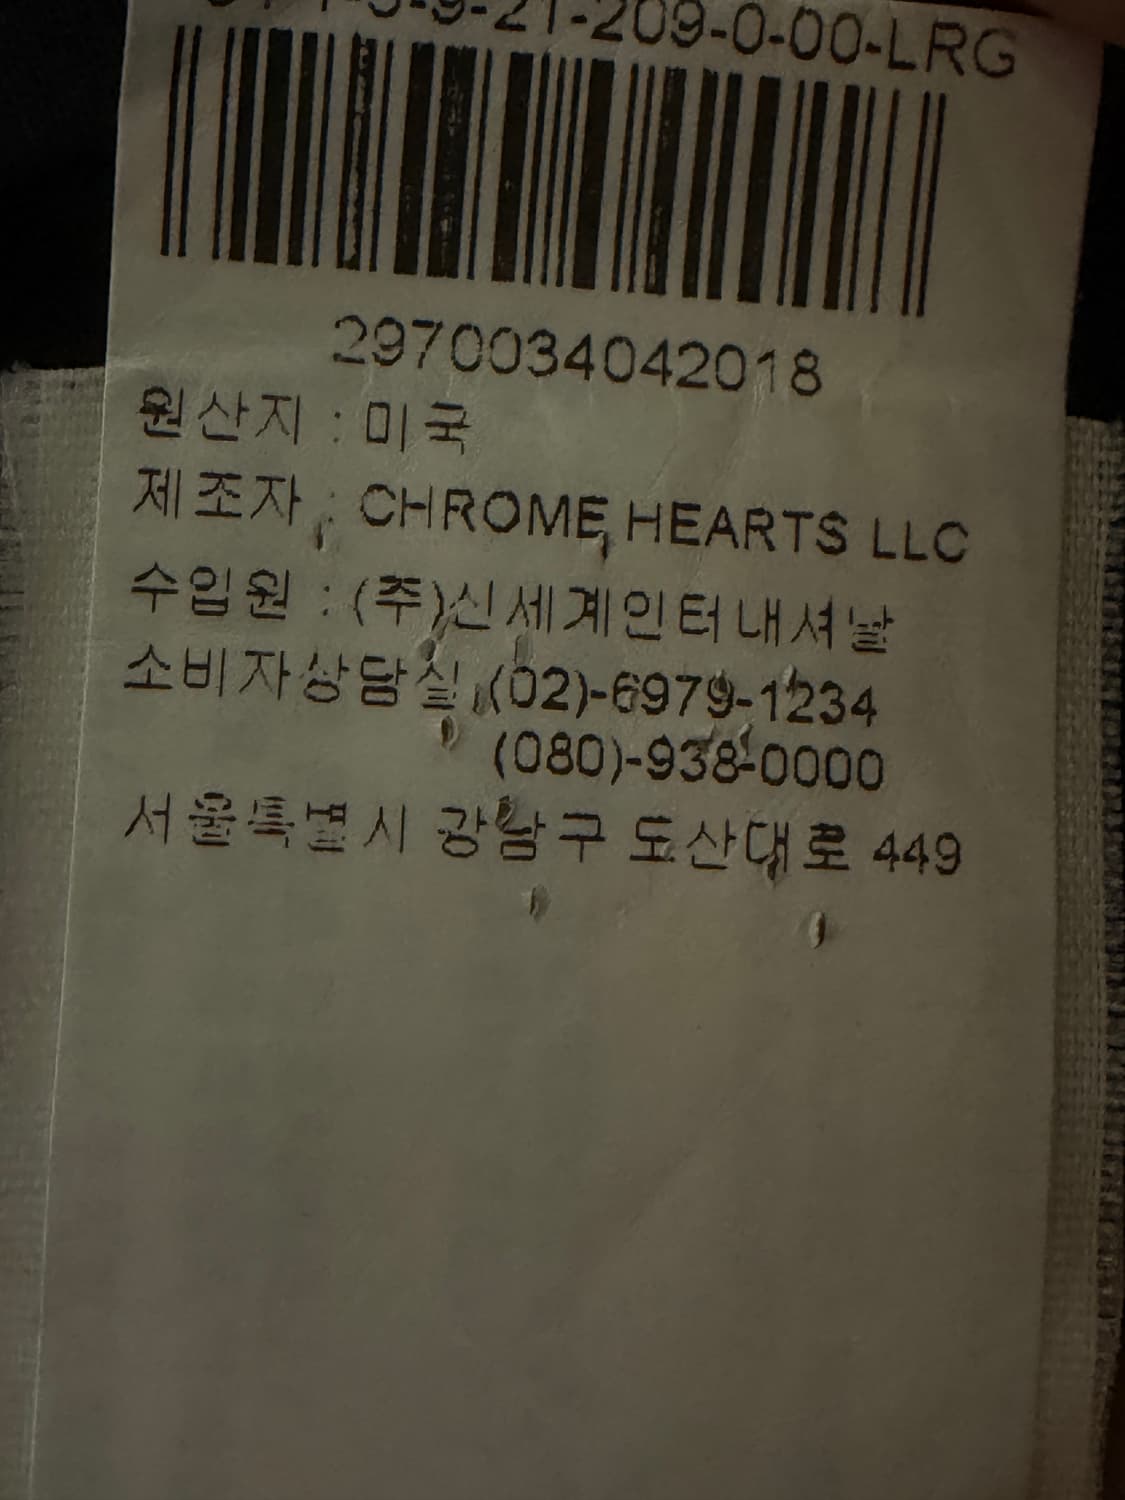 -9-21-209-0-00-LRG
2970034042018
원산지 : 미국
제조자 : CHROME HEARTS LLC
수입원 : (주)신세계인터내셔날
소비자상담실 (02)-6979-1234
(080)-938-0000
서울특별시 강남구 도산대로 449